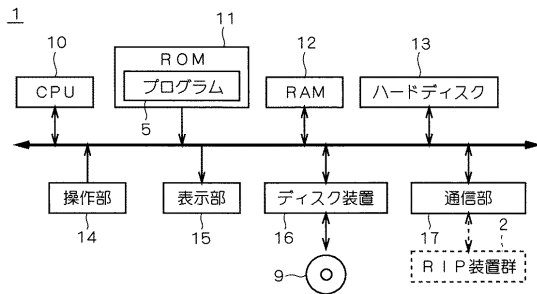 1
10
11
12
13
CPU
ROM
プログラム
5
RAM
ハードディスク
操作部
表示部
ディスク装置
通信部
14
15
16
17
2
RIP装置群
9